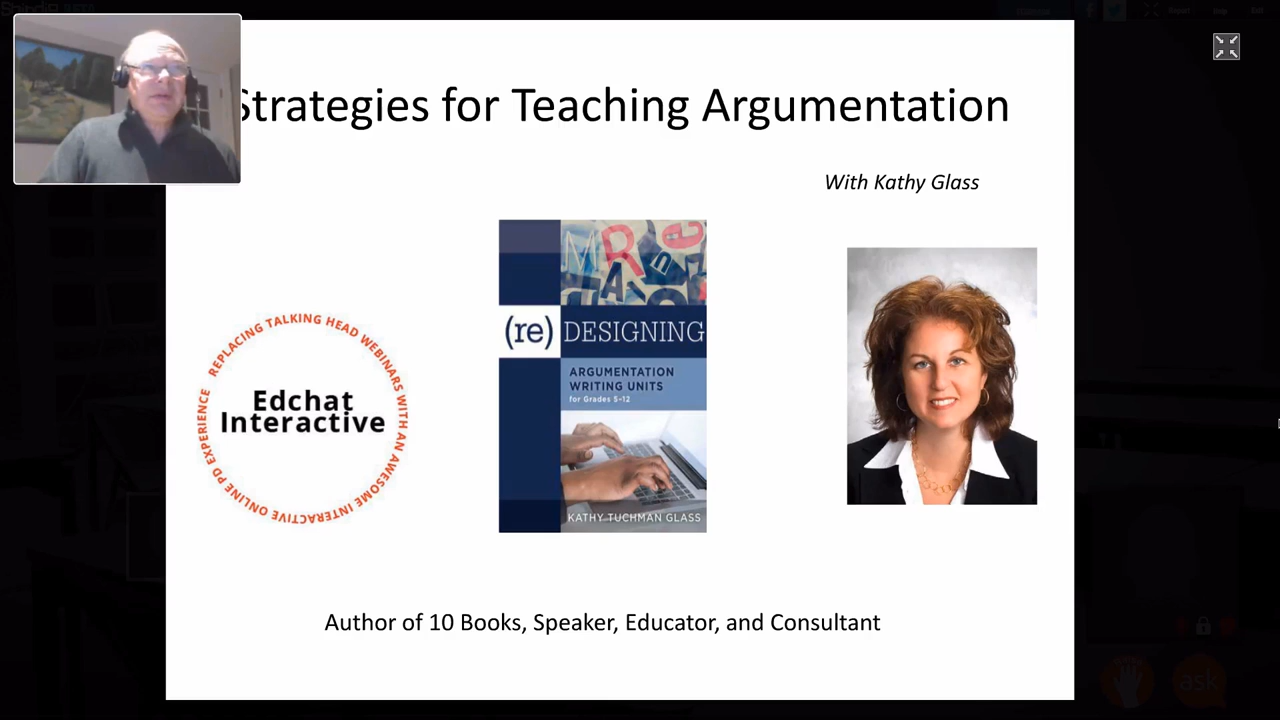 Strategies for Teaching Argumentation
With Kathy Glass
(re) DESIGNING
ARGUMENTATION
WRITING UNITS
for Grades 5-12
KATHY TUCHMAN GLASS
REPLACING TALKING HEAD WEBINARS WITH AN AWESOME INTERACTIVE ONLINE PD EXPERIENCE
Edchat
Interactive
Author of 10 Books, Speaker, Educator, and Consultant
ask